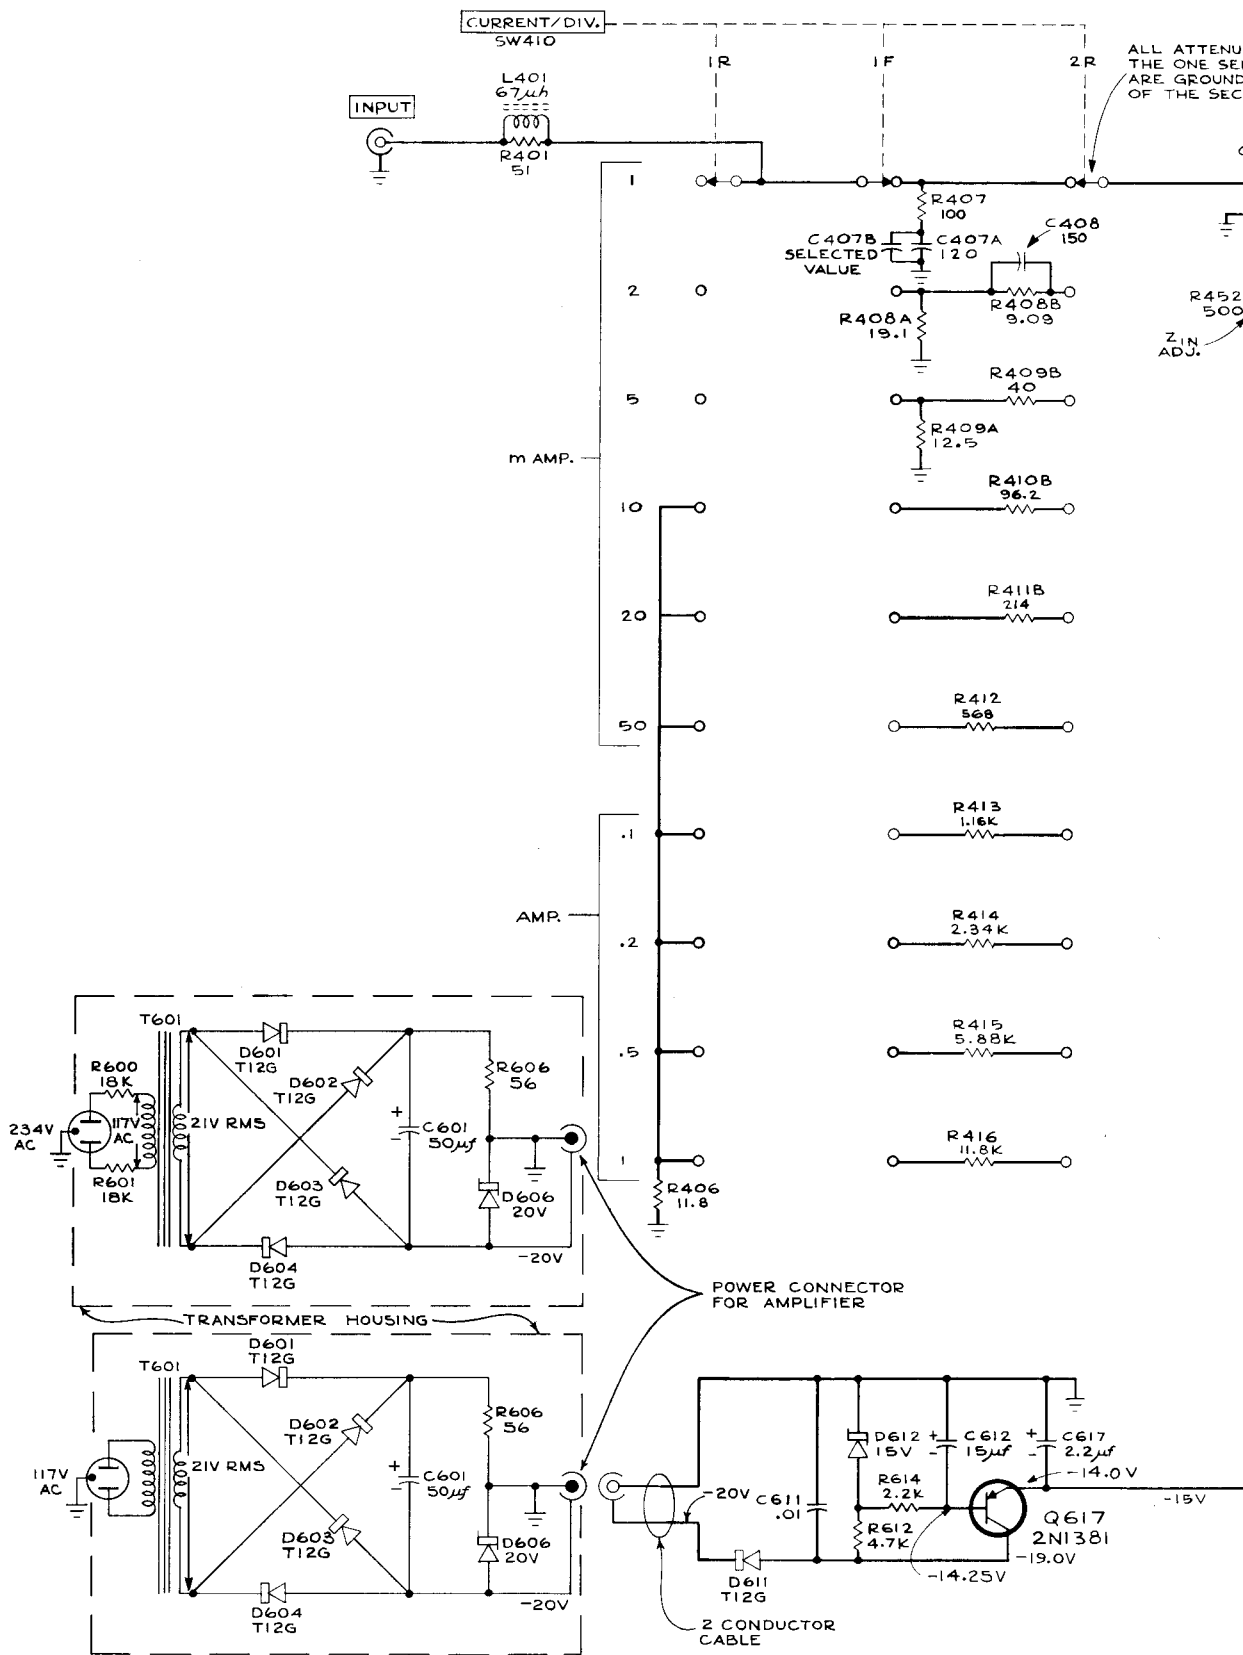 CURRENT/DIV.
SW410
1R
1F
2R
ALL ATTENU
THE ONE SE
ARE GROUND
OF THE SEC
L401
67μh
INPUT
R401
51
1
R407
100
C407B
SELECTED
VALUE
C407A
120
C408
150
2
R408A
19.1
R408B
9.09
R452
500
ZIN
ADJ.
5
R409B
40
R409A
12.5
m AMP.
10
R410B
96.2
20
R411B
214
50
R412
568
.1
R413
1.16K
AMP.
.2
R414
2.34K
.5
R415
5.88K
1
R416
11.8K
R406
11.8
T601
R600
18K
234V
AC
117V
AC
R601
18K
21V RMS
D601
T12G
D602
T12G
D603
T12G
D604
T12G
+
-
C601
50μf
R606
56
D606
20V
-20V
POWER CONNECTOR
FOR AMPLIFIER
TRANSFORMER HOUSING
T601
117V
AC
21V RMS
D601
T12G
D602
T12G
D603
T12G
D604
T12G
+
-
C601
50μf
R606
56
D606
20V
-20V
-20V
2 CONDUCTOR
CABLE
D611
T12G
C611
.01
D612
15V
R614
2.2K
R612
4.7K
+
-
C612
15μf
+
-
C617
2.2μf
-14.0V
-15V
Q617
2N1381
-19.0V
-14.25V